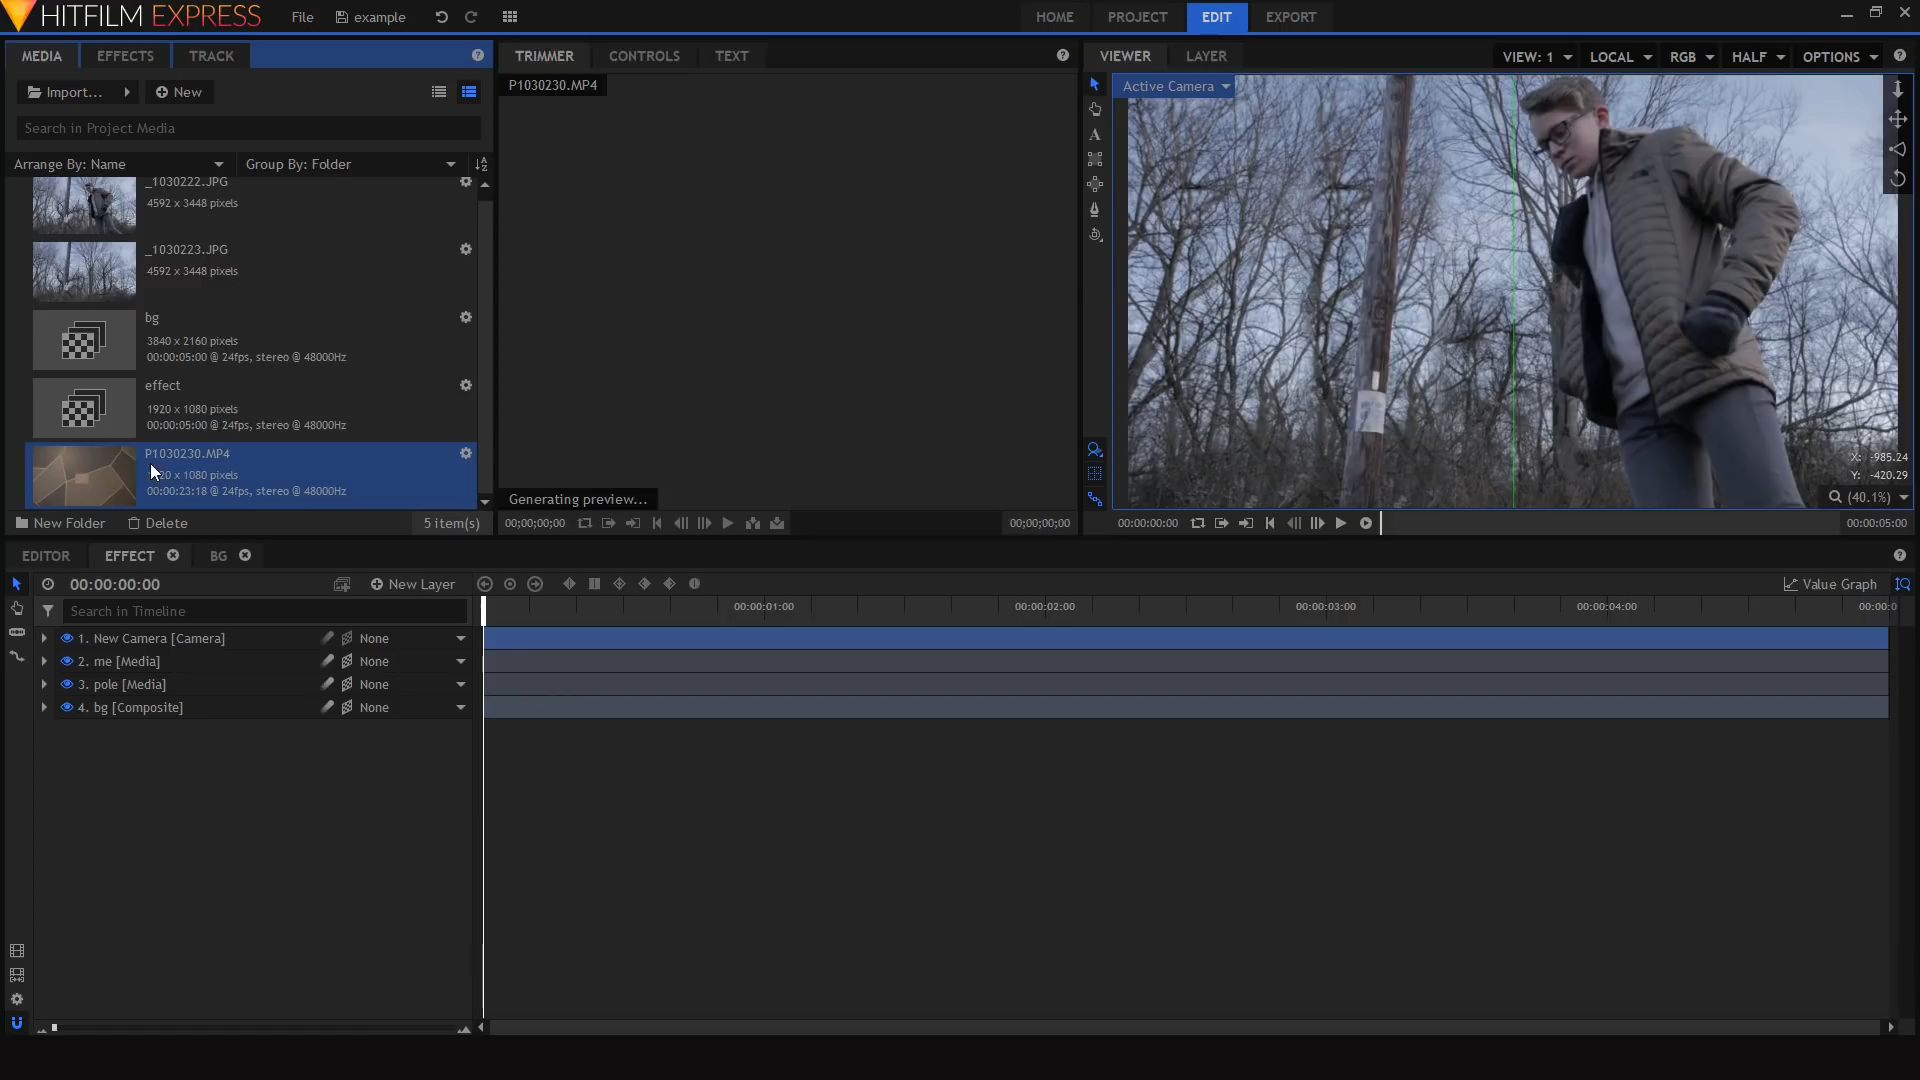 HITFILM EXPRESS File example HOME PROJECT EDIT EXPORT
MEDIA EFFECTS TRACK TRIMMER CONTROLS TEXT VIEWER LAYER VIEW: 1 LOCAL RGB HALF OPTIONS
Import... New
P1030230.MP4
Active Camera
Search in Project Media
Arrange By: Name Group By: Folder
_1030222.JPG
4592 x 3448 pixels
_1030223.JPG
4592 x 3448 pixels
bg
3840 x 2160 pixels
00:00:05:00 @ 24fps, stereo @ 48000Hz
effect
1920 x 1080 pixels
00:00:05:00 @ 24fps, stereo @ 48000Hz
P1030230.MP4
20 x 1080 pixels
00:00:23:18 @ 24fps, stereo @ 48000Hz
X: -985.24
Y: -420.29
Generating preview...
(40.1%)
New Folder Delete 5 item(s) 00;00;00;00 00;00;00;00 00:00:00:00 00:00:05:00
EDITOR EFFECT BG
00:00:00:00 New Layer Value Graph
Search in Timeline 00:00:01:00 00:00:02:00 00:00:03:00 00:00:04:00 00:00:0
1. New Camera [Camera] None
2. me [Media] None
3. pole [Media] None
4. bg [Composite] None